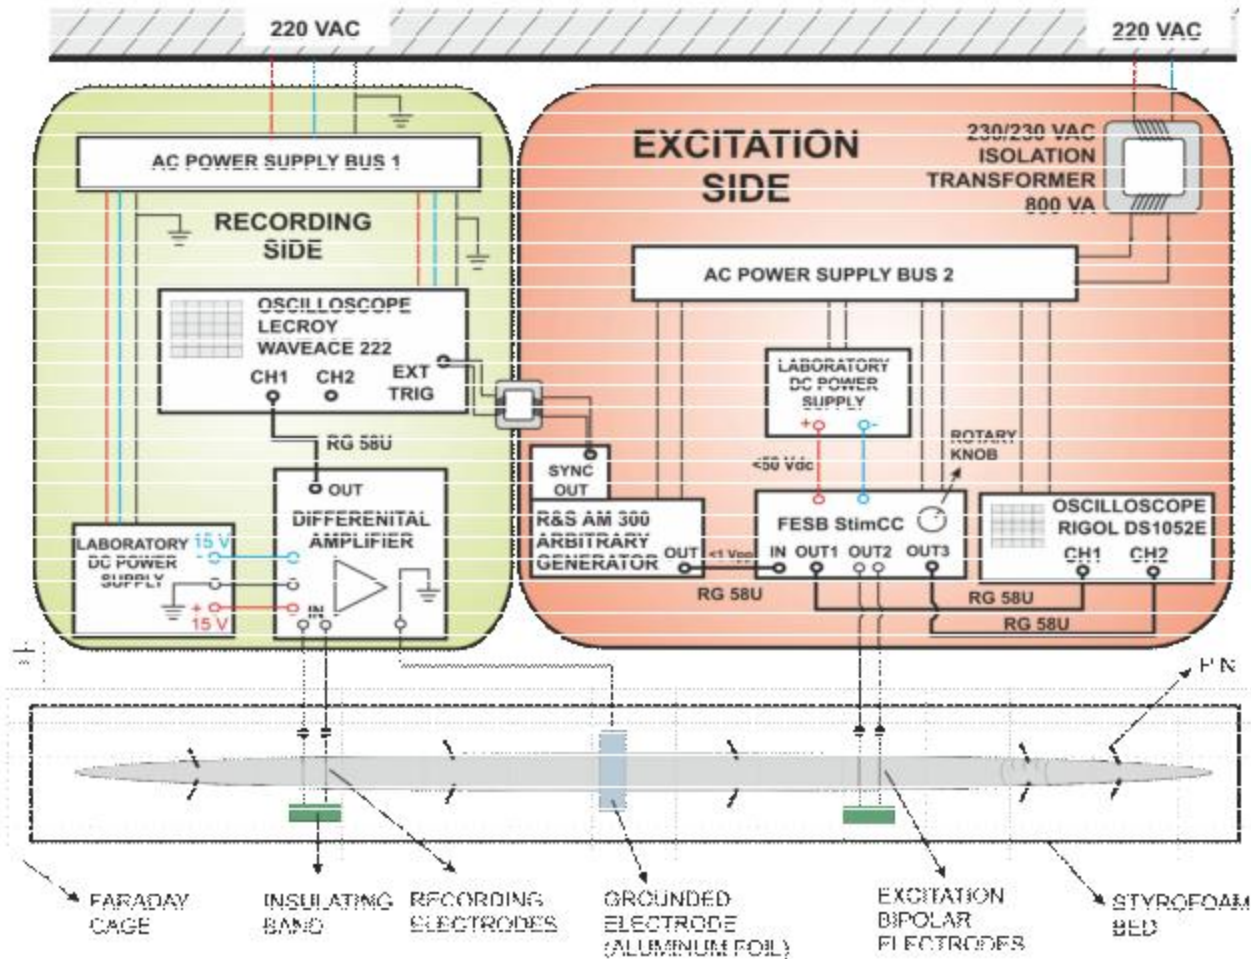 220 VAC
220 VAC
AC POWER SUPPLY BUS 1
RECORDING
SIDE
OSCILLOSCOPE
LECROY
WAVEACE 222
CH1
CH2
EXT
TRIG
RG 58U
OUT
DIFFERENITAL
AMPLIFIER
IN
LABORATORY
DC POWER
SUPPLY
15 V
-
+
15 V
EXCITATION
SIDE
230/230 VAC
ISOLATION
TRANSFORMER
800 VA
AC POWER SUPPLY BUS 2
LABORATORY
DC POWER
SUPPLY
+
-
<50 Vdc
ROTARY
KNOB
SYNC
OUT
R&S AM 300
ARBITRARY
GENERATOR
OUT
<1 Vpp
RG 58U
FESB StimCC
IN
OUT1
OUT2
OUT3
OSCILLOSCOPE
RIGOL DS1052E
CH1
CH2
RG 58U
RG 58U
PIN
FARADAY
CAGE
INSULATING
BAND
RECORDING
ELECTRODES
GROUNDED
ELECTRODE
(ALUMINUM FOIL)
EXCITATION
BIPOLAR
ELECTRODES
STYROFOAM
BED